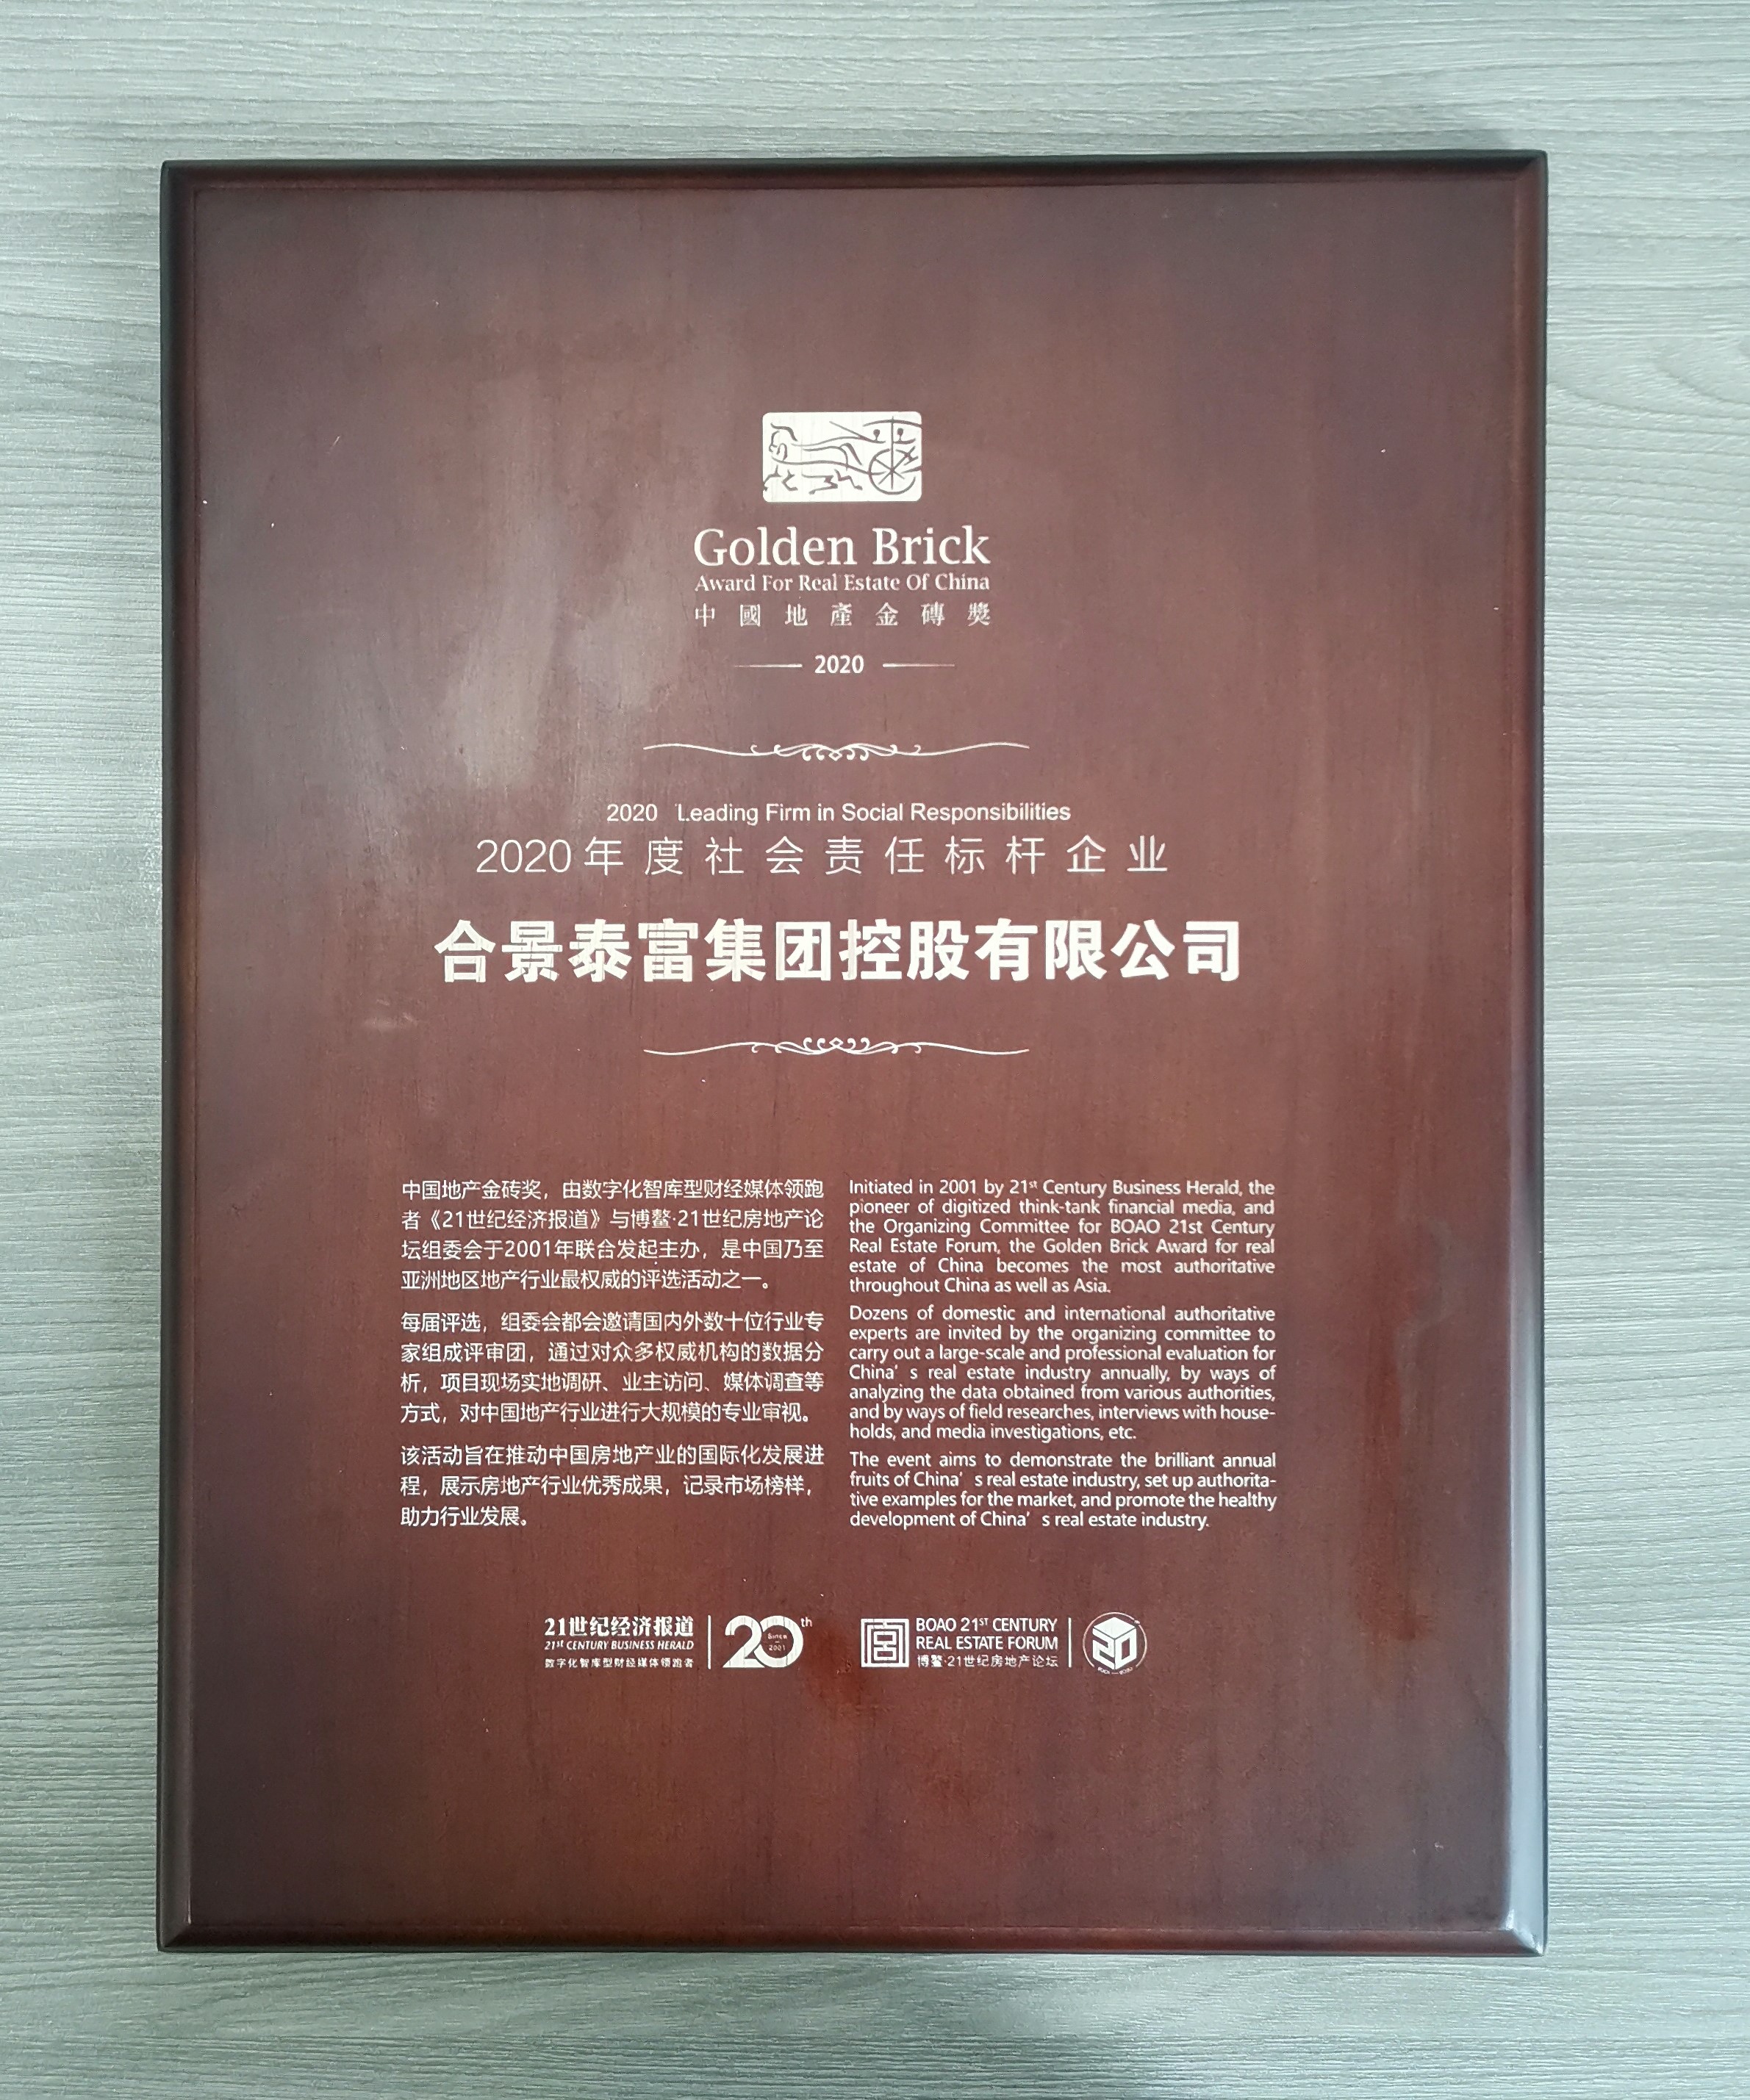 Golden Brick
Award For Real Estate Of China
中國地產金磚獎
2020
2020 Leading Firm in Social Responsibilities
2020年度社会责任标杆企业
合景泰富集团控股有限公司
中国地产金砖奖，由数字化智库型财经媒体领跑
者《21世纪经济报道》与博鳌·21世纪房地产论
坛组委会于2001年联合发起主办，是中国乃至
亚洲地区地产行业最权威的评选活动之一。
每届评选，组委会都会邀请国内外数十位行业专
家组成评审团，通过对众多权威机构的数据分
析，项目现场实地调研、业主访问、媒体调查等
方式，对中国地产行业进行大规模的专业审视。
该活动旨在推动中国房地产业的国际化发展进
程，展示房地产行业优秀成果，记录市场榜样，
助力行业发展。
Initiated in 2001 by 21st Century Business Herald, the
pioneer of digitized think-tank financial media, and
the Organizing Committee for BOAO 21st Century
Real Estate Forum, the Golden Brick Award for real
estate of China becomes the most authoritative
throughout China as well as Asia.
Dozens of domestic and international authoritative
experts are invited by the organizing committee to
carry out a large-scale and professional evaluation for
China's real estate industry annually, by ways of
analyzing the data obtained from various authorities,
and by ways of field researches, interviews with house-
holds, and media investigations, etc.
The event aims to demonstrate the brilliant annual
fruits of China's real estate industry, set up authorita-
tive examples for the market, and promote the healthy
development of China's real estate industry.
21世纪经济报道
21st CENTURY BUSINESS HERALD
数字化智库型财经媒体领跑者
20th
Since
2001
BOAO 21ST CENTURY
REAL ESTATE FORUM
博鳌·21世纪房地产论坛
20